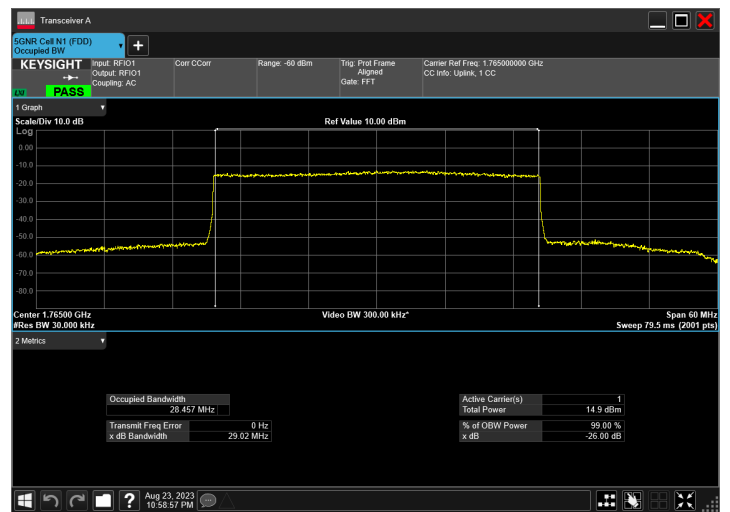 Transceiver A
5GNR Cell N1 (FDD)
Occupied BW
KEYSIGHT
Input: RFIO1
Output: RFIO1
Coupling: AC
Corr CCorr
Range: -60 dBm
Trig: Prot Frame
Aligned
Gate: FFT
Carrier Ref Freq: 1.765000000 GHz
CC Info: Uplink, 1 CC
LXI
PASS
1 Graph
Scale/Div 10.0 dB
Ref Value 10.00 dBm
Log
0.00
-10.0
-20.0
-30.0
-40.0
-50.0
-60.0
-70.0
-80.0
Center 1.76500 GHz
Video BW 300.00 kHz*
Span 60 MHz
#Res BW 30.000 kHz
Sweep 79.5 ms (2001 pts)
2 Metrics
Occupied Bandwidth
28.457 MHz
Transmit Freq Error 0 Hz
x dB Bandwidth 29.02 MHz
Active Carrier(s) 1
Total Power 14.9 dBm
% of OBW Power 99.00 %
x dB -26.00 dB
?
Aug 23, 2023
10:58:57 PM